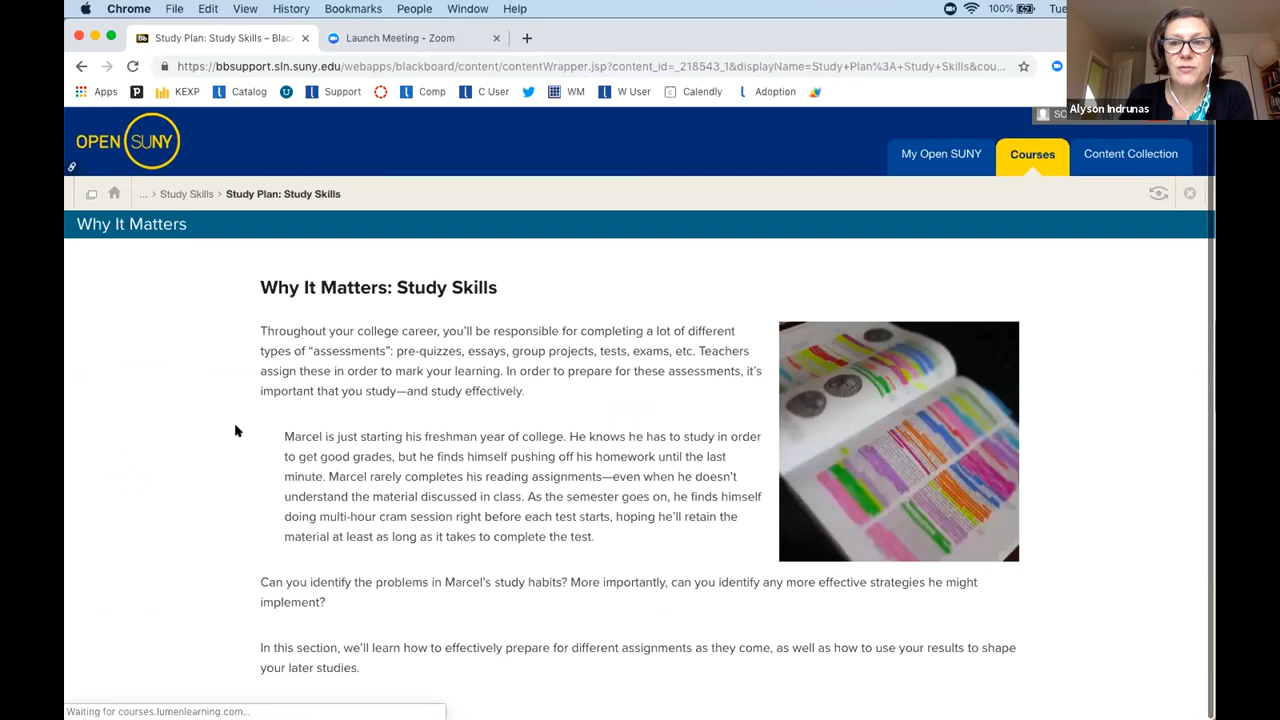 Chrome File Edit View History Bookmarks People Window Help 100% Tue
Study Plan: Study Skills – Blac × Launch Meeting - Zoom × +
https://bbsupport.sln.suny.edu/webapps/blackboard/content/contentWrapper.jsp?content_id=_218543_1&displayName=Study+Plan%3A+Study+Skills&cou...
Apps KEXP Catalog Support Comp C User WM W User Calendly Adoption
Alyson Indrunas
OPEN SUNY
My Open SUNY Courses Content Collection
... > Study Skills > Study Plan: Study Skills
Why It Matters
Why It Matters: Study Skills
Throughout your college career, you’ll be responsible for completing a lot of different
types of “assessments”: pre-quizzes, essays, group projects, tests, exams, etc. Teachers
assign these in order to mark your learning. In order to prepare for these assessments, it’s
important that you study—and study effectively.
Marcel is just starting his freshman year of college. He knows he has to study in order
to get good grades, but he finds himself pushing off his homework until the last
minute. Marcel rarely completes his reading assignments—even when he doesn’t
understand the material discussed in class. As the semester goes on, he finds himself
doing multi-hour cram session right before each test starts, hoping he’ll retain the
material at least as long as it takes to complete the test.
Can you identify the problems in Marcel’s study habits? More importantly, can you identify any more effective strategies he might
implement?
In this section, we’ll learn how to effectively prepare for different assignments as they come, as well as how to use your results to shape
your later studies.
Waiting for courses.lumenlearning.com...